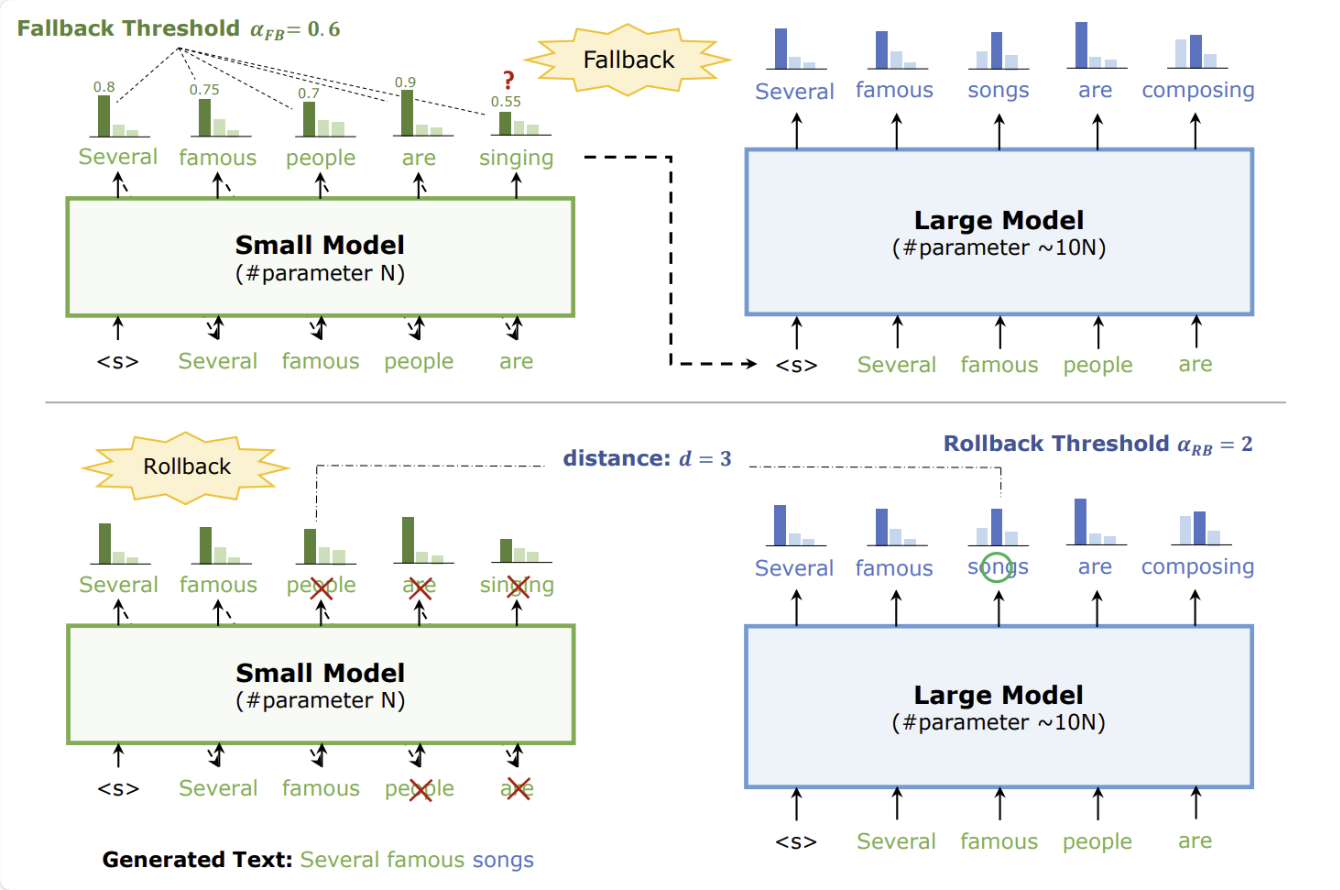 Fallback Threshold α_FB = 0.6
Fallback
0.8 0.75 0.7 0.9 0.55 ?
Several famous people are singing
Several famous songs are composing
Small Model
(#parameter N)
Large Model
(#parameter ~10N)
<s> Several famous people are
<s> Several famous people are
Rollback
distance: d = 3
Rollback Threshold α_RB = 2
Several famous people are singing
Several famous songs are composing
Small Model
(#parameter N)
Large Model
(#parameter ~10N)
<s> Several famous people are
<s> Several famous people are
Generated Text: Several famous songs